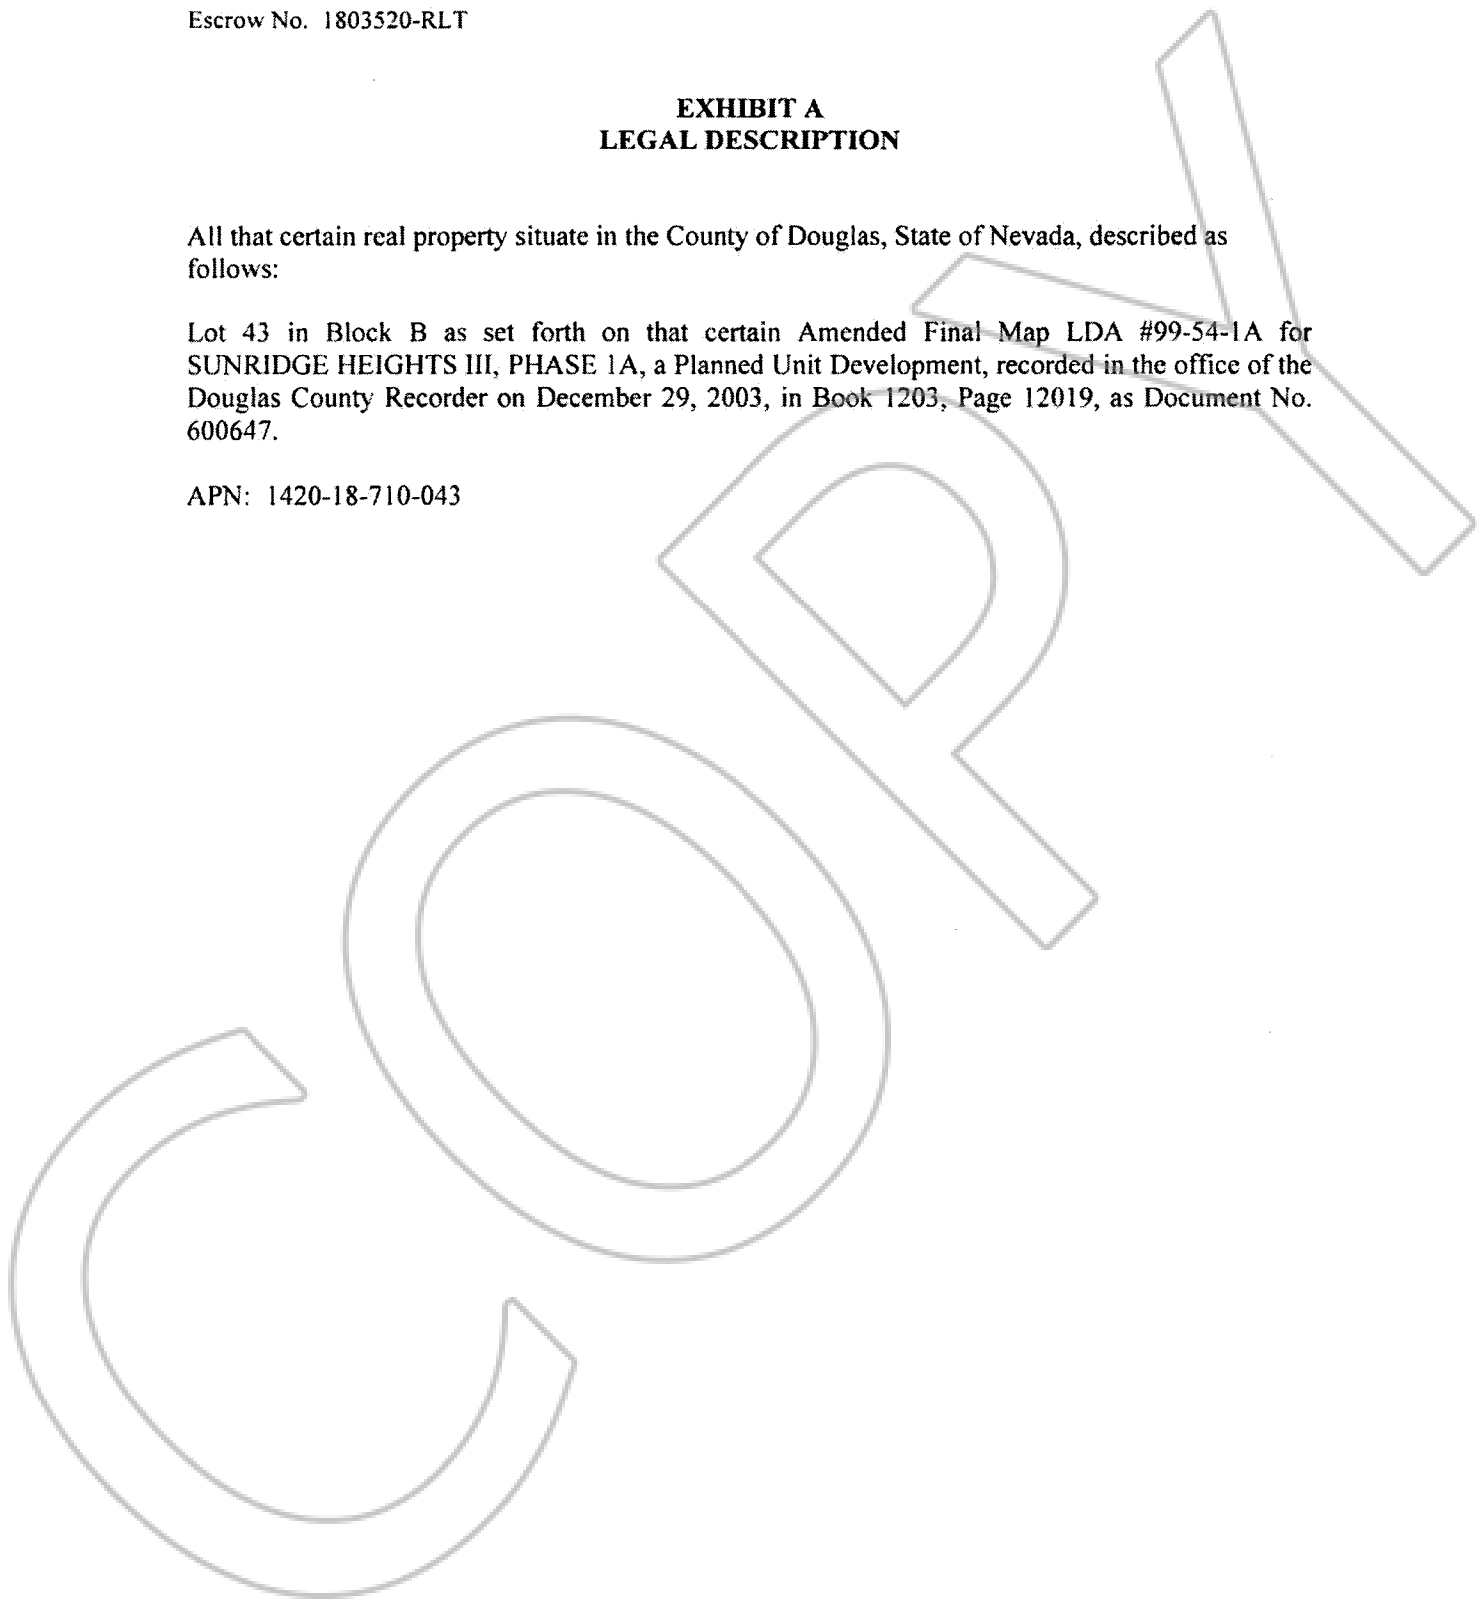 Escrow No. 1803520-RLT
EXHIBIT A
LEGAL DESCRIPTION
All that certain real property situate in the County of Douglas, State of Nevada, described as
follows:
Lot 43 in Block B as set forth on that certain Amended Final Map LDA #99-54-1A for
SUNRIDGE HEIGHTS III, PHASE 1A, a Planned Unit Development, recorded in the office of the
Douglas County Recorder on December 29, 2003, in Book 1203, Page 12019, as Document No.
600647.
APN: 1420-18-710-043
COPY